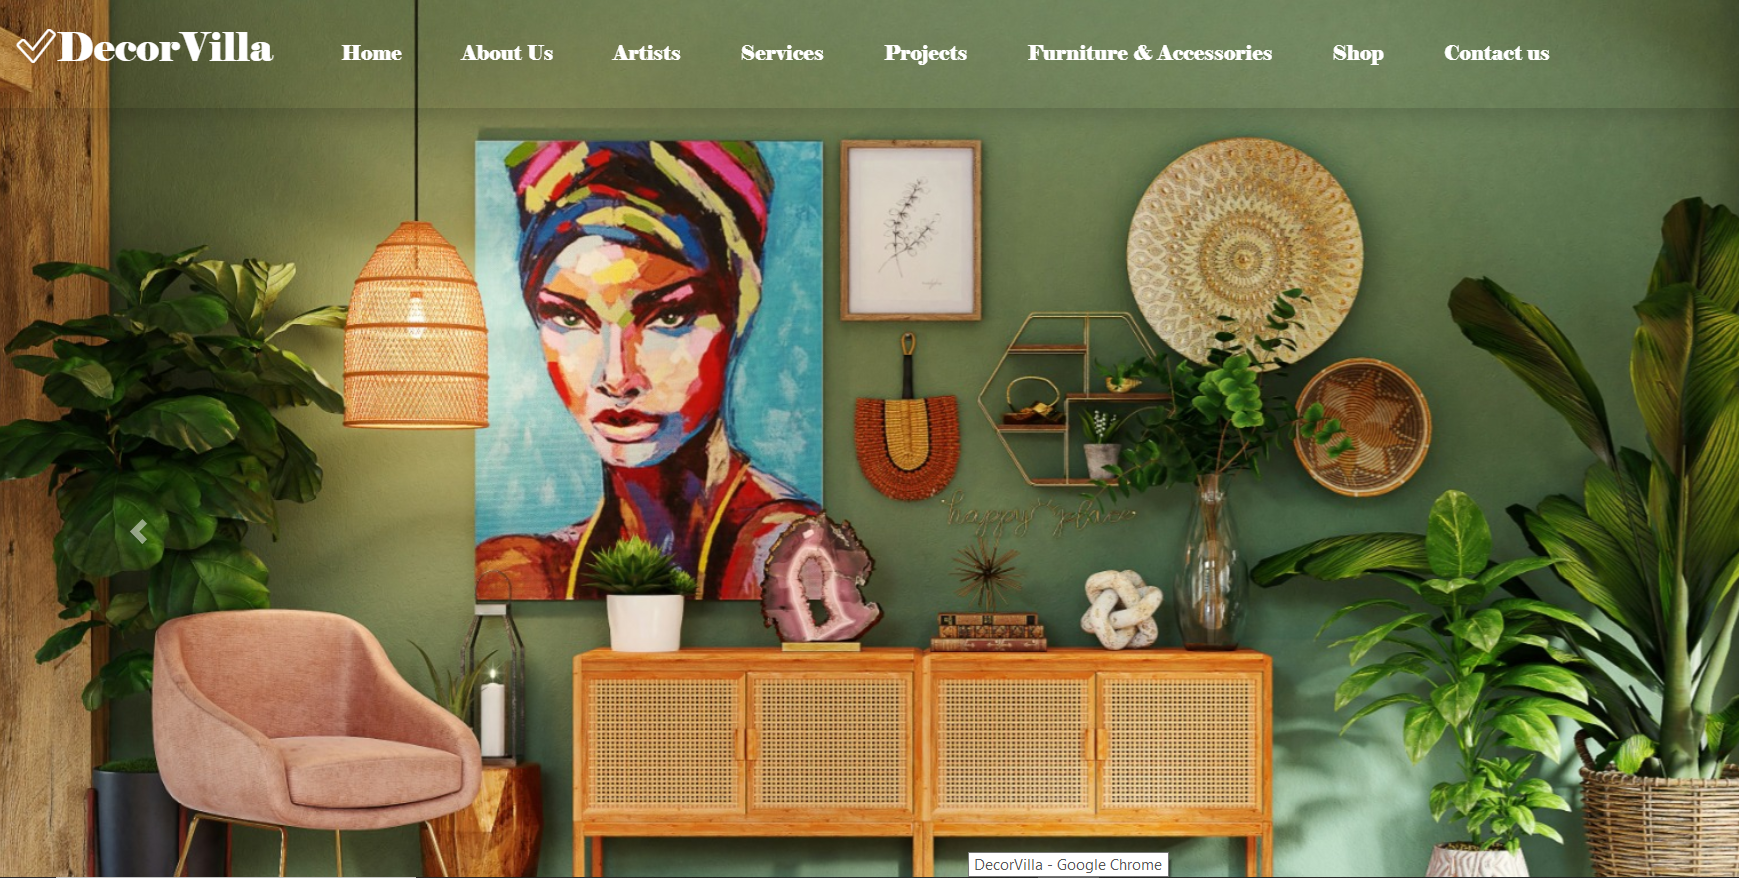 DecorVilla
Home About Us Artists Services Projects Furniture & Accessories Shop Contact us
happy place
DecorVilla - Google Chrome